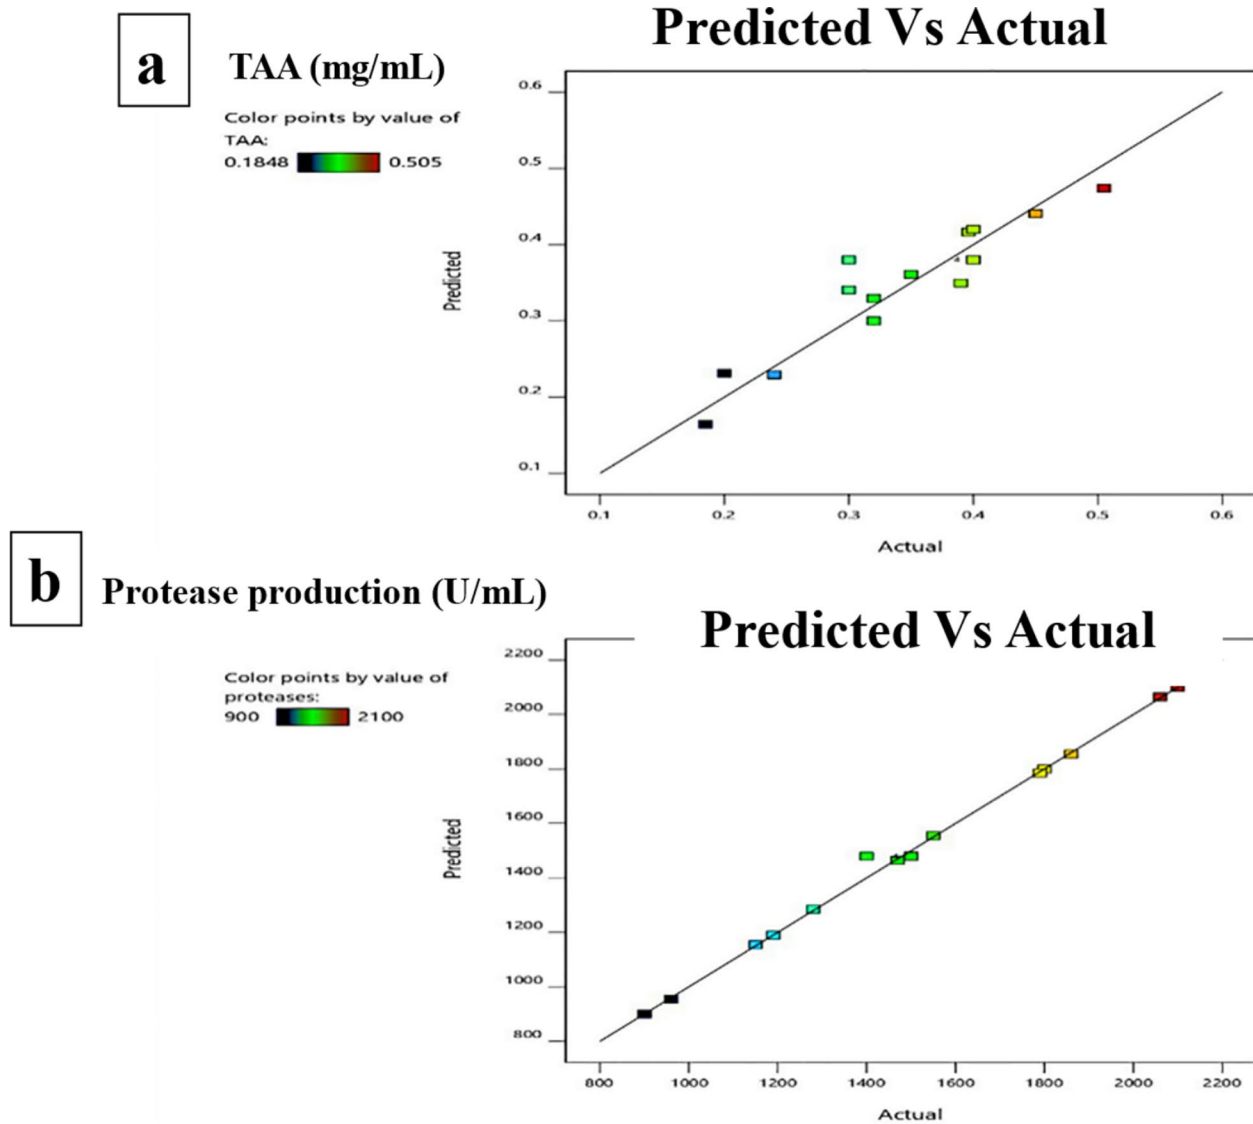 a
TAA (mg/mL)
Predicted Vs Actual
Color points by value of
TAA:
0.1848 0.505
Predicted
0.6
0.5
0.4
0.3
0.2
0.1
0.1 0.2 0.3 0.4 0.5 0.6
Actual
b
Protease production (U/mL)
Predicted Vs Actual
Color points by value of
proteases:
900 2100
Predicted
2200
2000
1800
1600
1400
1200
1000
800
800 1000 1200 1400 1600 1800 2000 2200
Actual